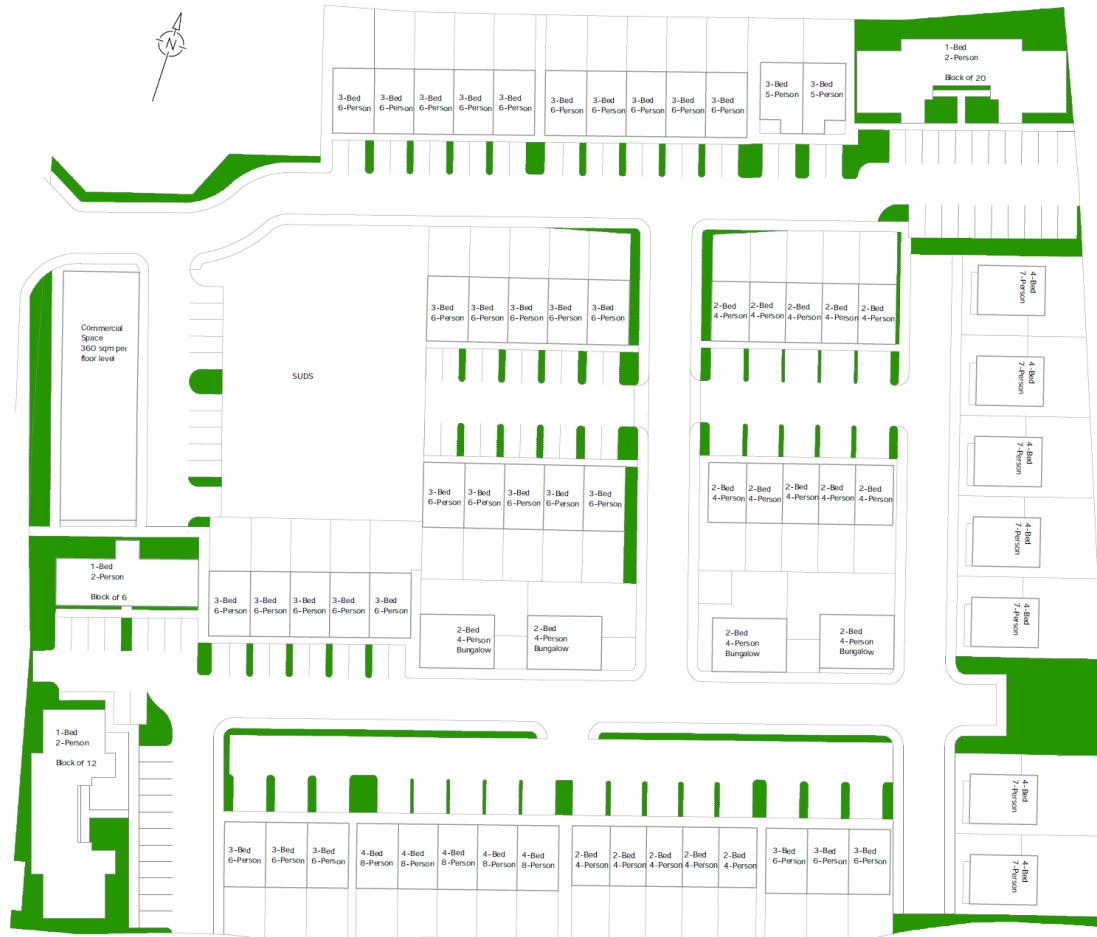 N
1-Bed
2-Person
Block of 20
3-Bed
5-Person
3-Bed
5-Person
3-Bed
6-Person
3-Bed
6-Person
3-Bed
6-Person
3-Bed
6-Person
3-Bed
6-Person
3-Bed
6-Person
3-Bed
6-Person
3-Bed
6-Person
3-Bed
6-Person
3-Bed
6-Person
4-Bed
7-Person
Commercial
Space
360 sqm per
floor level
SUDS
3-Bed
6-Person
3-Bed
6-Person
3-Bed
6-Person
3-Bed
6-Person
3-Bed
6-Person
2-Bed
4-Person
2-Bed
4-Person
2-Bed
4-Person
2-Bed
4-Person
2-Bed
4-Person
4-Bed
7-Person
4-Bed
7-Person
3-Bed
6-Person
3-Bed
6-Person
3-Bed
6-Person
3-Bed
6-Person
3-Bed
6-Person
2-Bed
4-Person
2-Bed
4-Person
2-Bed
4-Person
2-Bed
4-Person
2-Bed
4-Person
4-Bed
7-Person
1-Bed
2-Person
Block of 6
3-Bed
6-Person
3-Bed
6-Person
3-Bed
6-Person
3-Bed
6-Person
3-Bed
6-Person
4-Bed
7-Person
2-Bed
4-Person
Bungalow
2-Bed
4-Person
Bungalow
2-Bed
4-Person
Bungalow
2-Bed
4-Person
Bungalow
1-Bed
2-Person
Block of 12
4-Bed
7-Person
3-Bed
6-Person
3-Bed
6-Person
3-Bed
6-Person
4-Bed
8-Person
4-Bed
8-Person
4-Bed
8-Person
4-Bed
8-Person
4-Bed
8-Person
2-Bed
4-Person
2-Bed
4-Person
2-Bed
4-Person
2-Bed
4-Person
2-Bed
4-Person
3-Bed
6-Person
3-Bed
6-Person
3-Bed
6-Person
4-Bed
7-Person